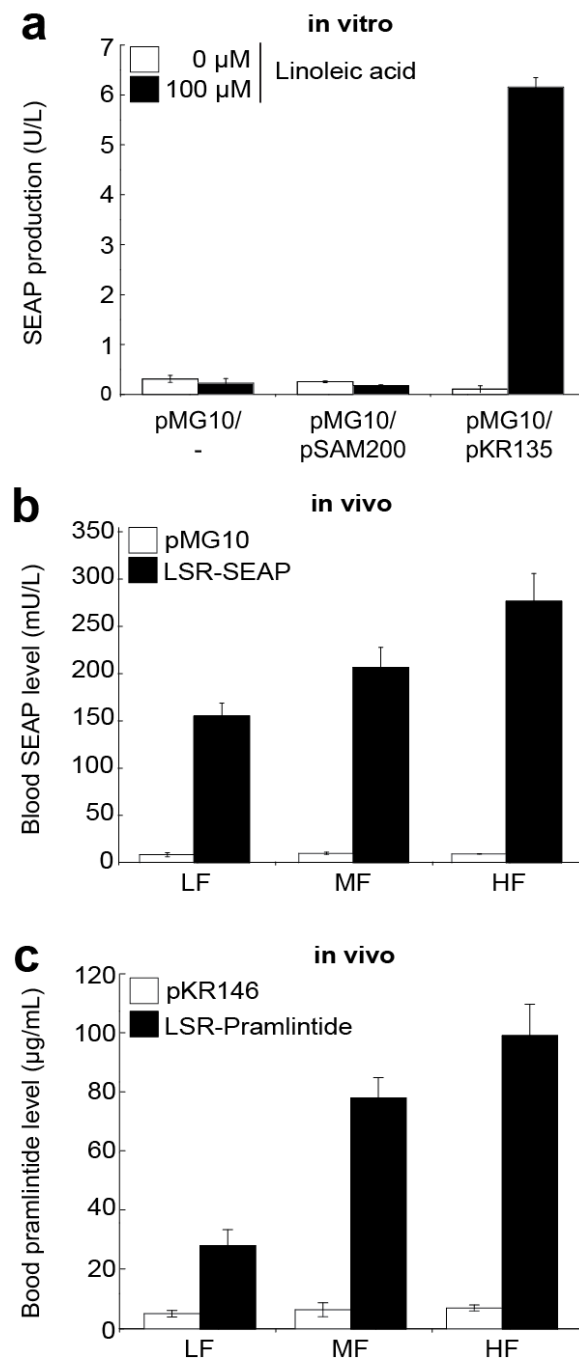 a
in vitro
0 µM
100 µM
Linoleic acid
SEAP production (U/L)
7
6
5
4
3
2
1
0
pMG10/ pMG10/ pMG10/
- pSAM200 pKR135
b
in vivo
pMG10
LSR-SEAP
Blood SEAP level (mU/L)
350
300
250
200
150
100
50
0
LF MF HF
c
in vivo
pKR146
LSR-Pramlintide
Bood pramlintide level (µg/mL)
120
100
80
60
40
20
0
LF MF HF